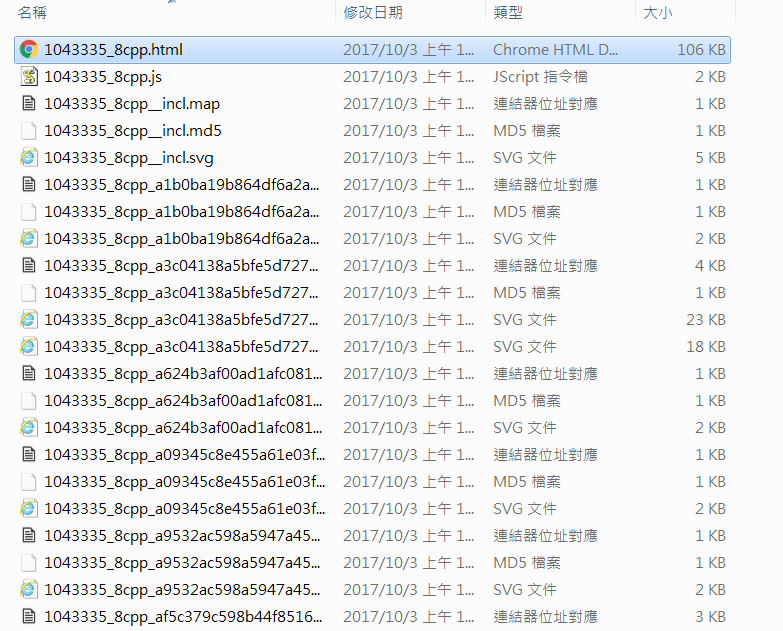 名稱 修改日期 類型 大小
1043335_8cpp.html 2017/10/3 上午 1... Chrome HTML D... 106 KB
1043335_8cpp.js 2017/10/3 上午 1... JScript 指令檔 2 KB
1043335_8cpp__incl.map 2017/10/3 上午 1... 連結器位址對應 1 KB
1043335_8cpp__incl.md5 2017/10/3 上午 1... MD5 檔案 1 KB
1043335_8cpp__incl.svg 2017/10/3 上午 1... SVG 文件 5 KB
1043335_8cpp_a1b0ba19b864df6a2a... 2017/10/3 上午 1... 連結器位址對應 1 KB
1043335_8cpp_a1b0ba19b864df6a2a... 2017/10/3 上午 1... MD5 檔案 1 KB
1043335_8cpp_a1b0ba19b864df6a2a... 2017/10/3 上午 1... SVG 文件 2 KB
1043335_8cpp_a3c04138a5bfe5d727... 2017/10/3 上午 1... 連結器位址對應 4 KB
1043335_8cpp_a3c04138a5bfe5d727... 2017/10/3 上午 1... MD5 檔案 1 KB
1043335_8cpp_a3c04138a5bfe5d727... 2017/10/3 上午 1... SVG 文件 23 KB
1043335_8cpp_a3c04138a5bfe5d727... 2017/10/3 上午 1... SVG 文件 18 KB
1043335_8cpp_a624b3af00ad1afc081... 2017/10/3 上午 1... 連結器位址對應 1 KB
1043335_8cpp_a624b3af00ad1afc081... 2017/10/3 上午 1... MD5 檔案 1 KB
1043335_8cpp_a624b3af00ad1afc081... 2017/10/3 上午 1... SVG 文件 2 KB
1043335_8cpp_a09345c8e455a61e03f... 2017/10/3 上午 1... 連結器位址對應 1 KB
1043335_8cpp_a09345c8e455a61e03f... 2017/10/3 上午 1... MD5 檔案 1 KB
1043335_8cpp_a09345c8e455a61e03f... 2017/10/3 上午 1... SVG 文件 2 KB
1043335_8cpp_a9532ac598a5947a45... 2017/10/3 上午 1... 連結器位址對應 1 KB
1043335_8cpp_a9532ac598a5947a45... 2017/10/3 上午 1... MD5 檔案 1 KB
1043335_8cpp_a9532ac598a5947a45... 2017/10/3 上午 1... SVG 文件 2 KB
1043335_8cpp_af5c379c598b44f8516... 2017/10/3 上午 1... 連結器位址對應 3 KB